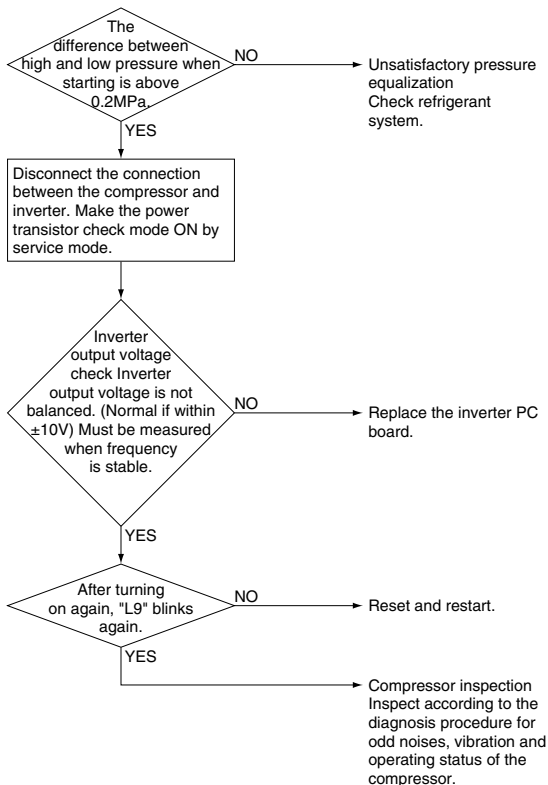 The
difference between
high and low pressure when
starting is above
0.2MPa.
NO
Unsatisfactory pressure
equalization
Check refrigerant
system.
YES
Disconnect the connection
between the compressor and
inverter. Make the power
transistor check mode ON by
service mode.
Inverter
output voltage
check Inverter
output voltage is not
balanced. (Normal if within
±10V) Must be measured
when frequency
is stable.
NO
Replace the inverter PC
board.
YES
After turning
on again, "L9" blinks
again.
NO
Reset and restart.
YES
Compressor inspection
Inspect according to the
diagnosis procedure for
odd noises, vibration and
operating status of the
compressor.